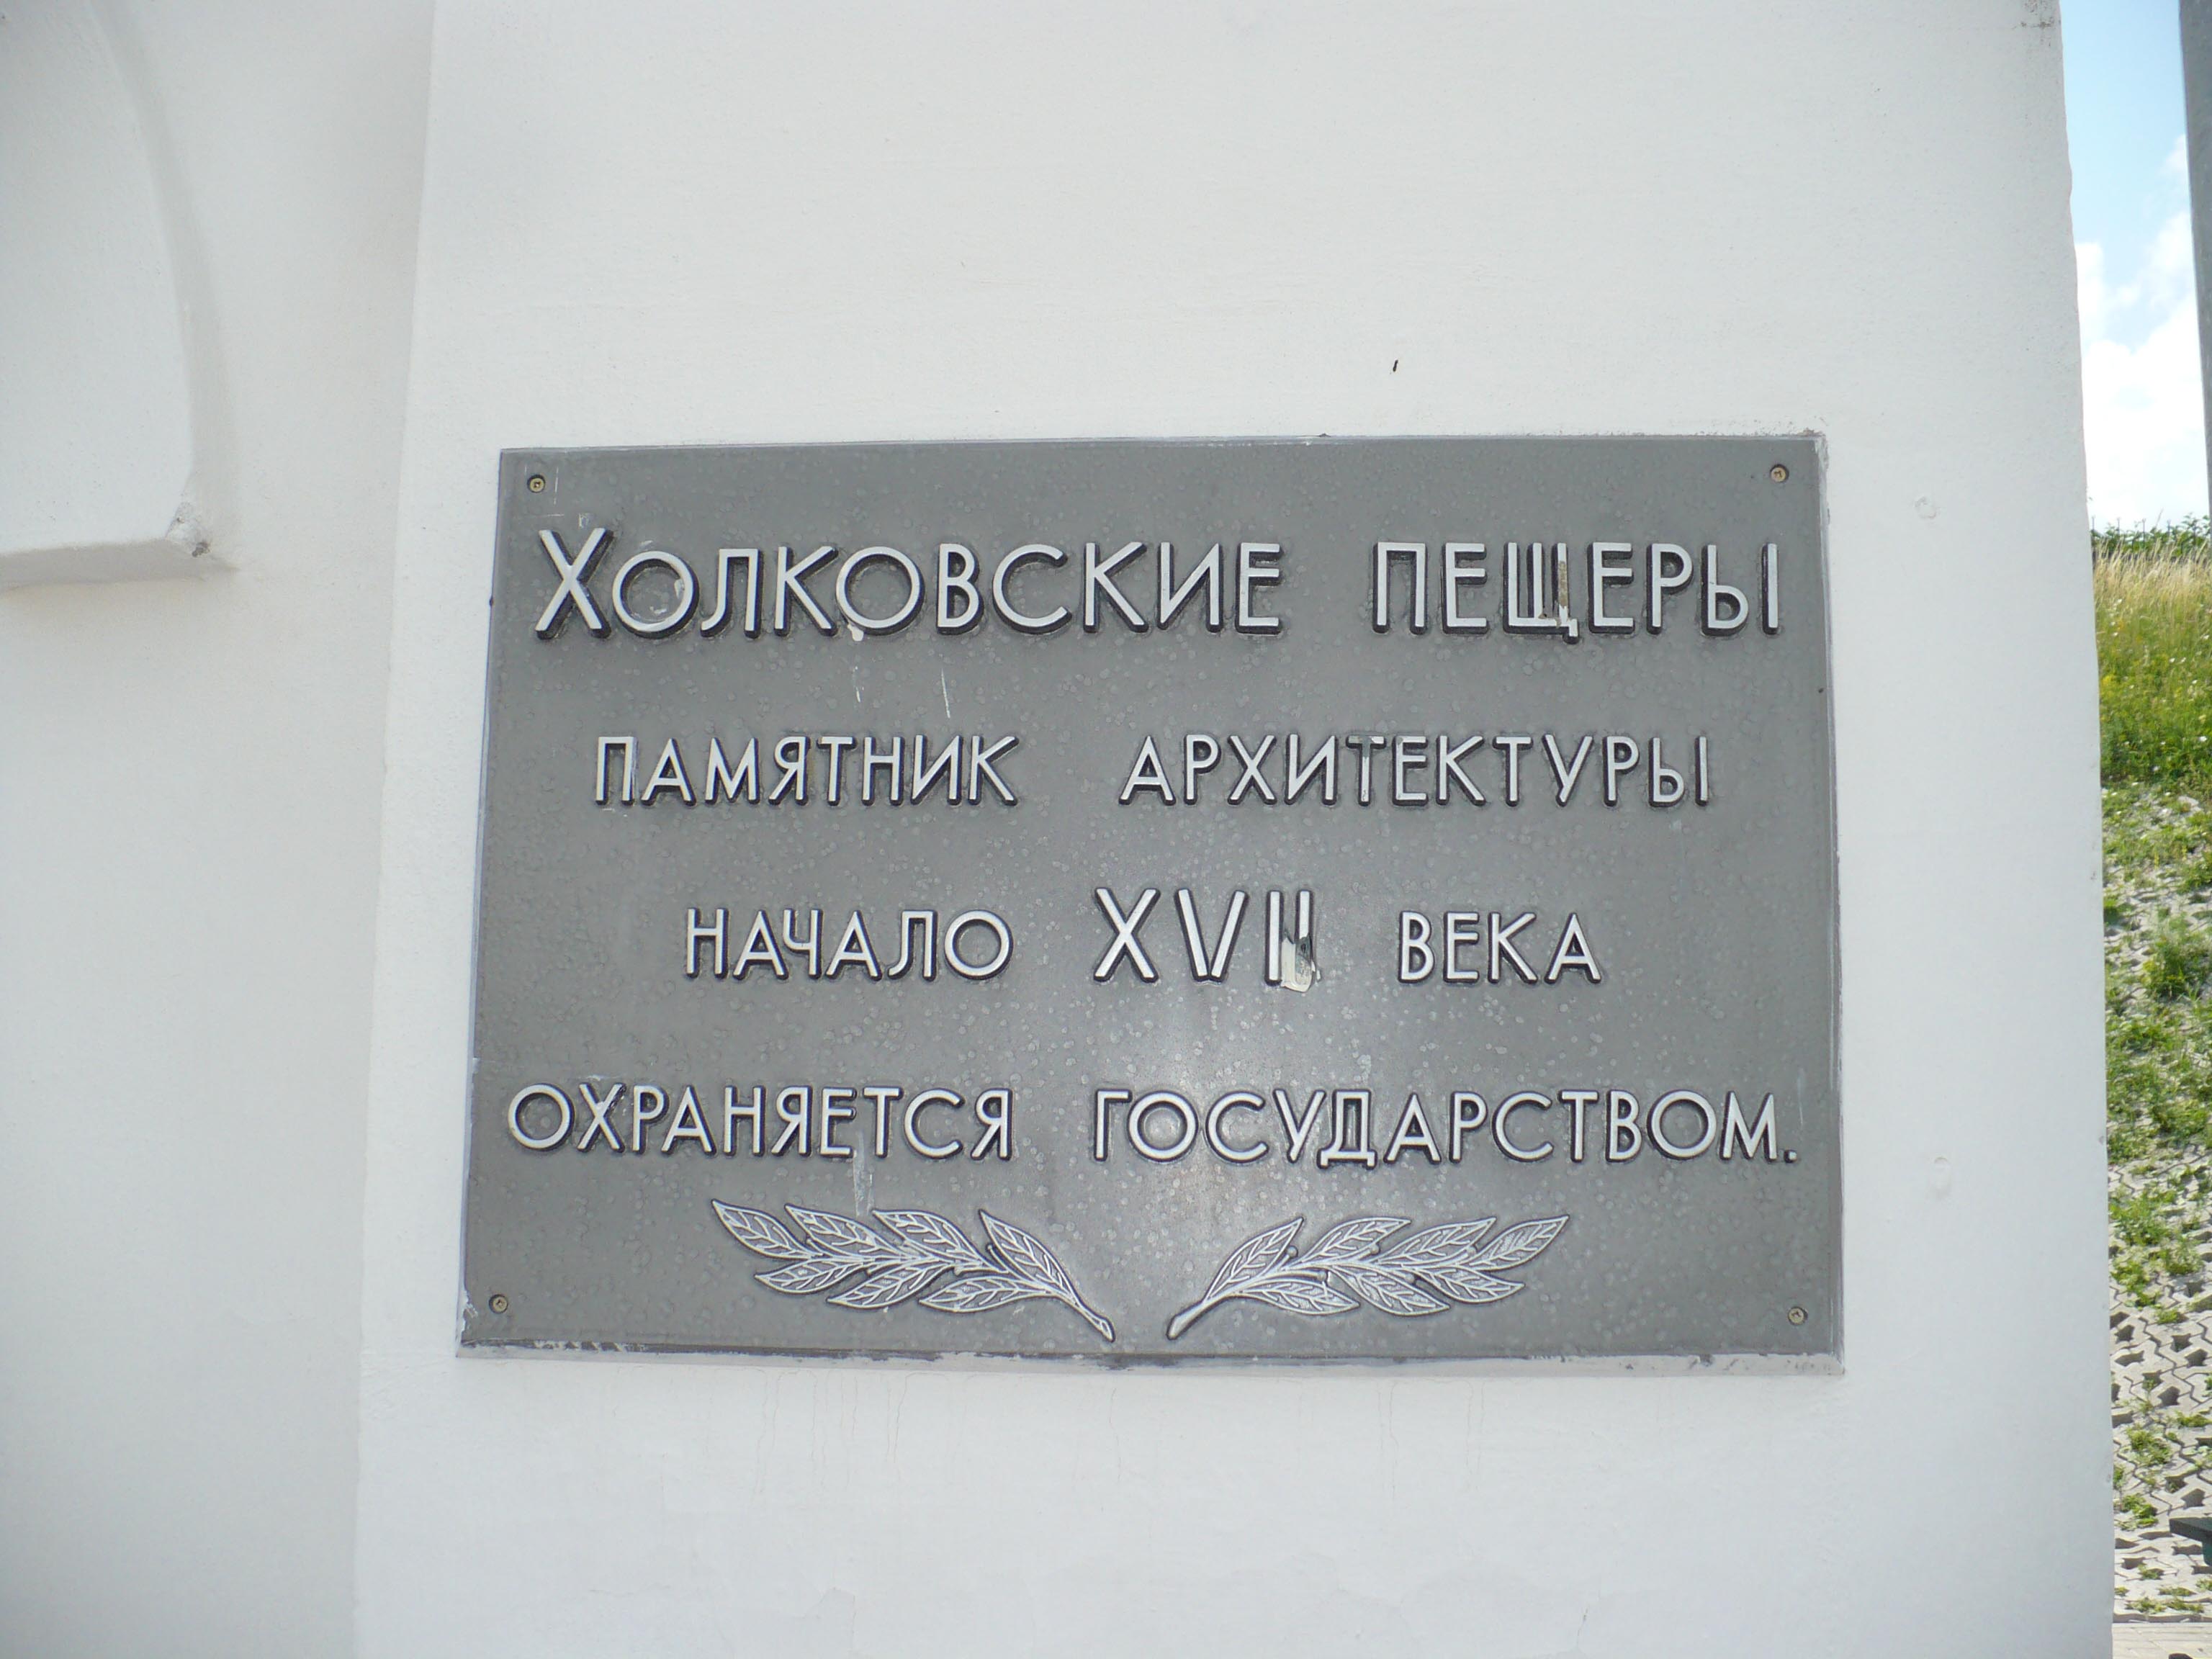 Холковские пещеры
памятник архитектуры
начало XVII века
охраняется государством.